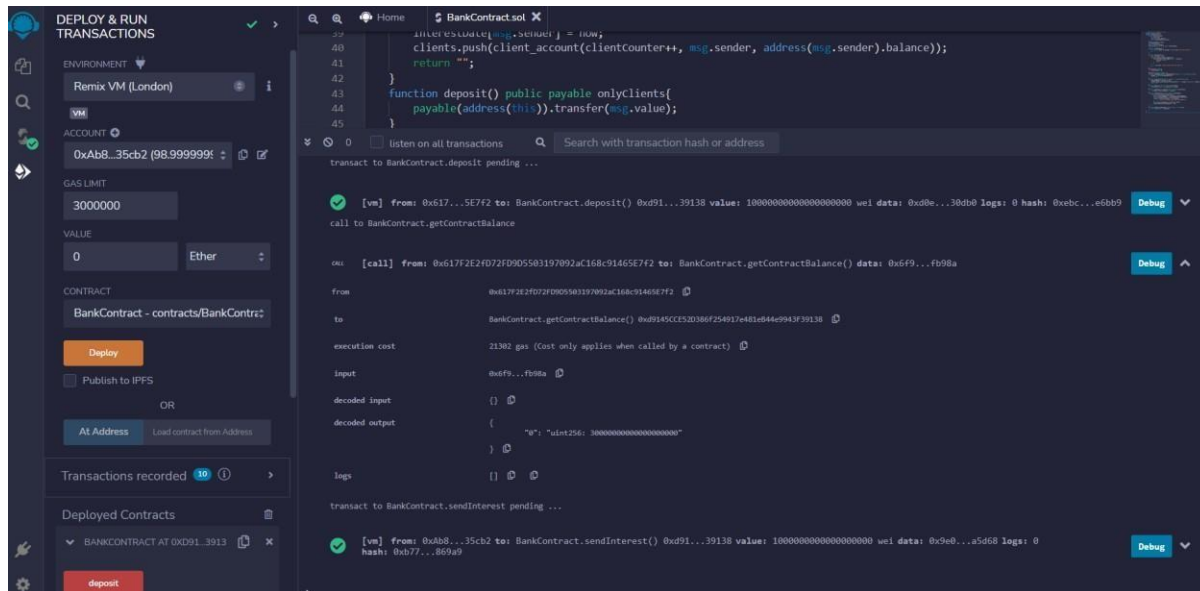 DEPLOY & RUN
TRANSACTIONS
ENVIRONMENT
Remix VM (London)
VM
ACCOUNT
0xAb8...35cb2 (98.9999999
GAS LIMIT
3000000
VALUE
0 Ether
CONTRACT
BankContract - contracts/BankContra
Deploy
Publish to IPFS
OR
At Address Load contract from Address
Transactions recorded 10
Deployed Contracts
BANKCONTRACT AT 0XD91...3913
deposit
Home BankContract.sol
39 interestDate[msg.sender] = now;
40 clients.push(client_account(clientCounter++, msg.sender, address(msg.sender).balance));
41 return "";
42 }
43 function deposit() public payable onlyClients{
44 payable(address(this)).transfer(msg.value);
45 }
0 listen on all transactions Search with transaction hash or address
transact to BankContract.deposit pending ...
[vm] from: 0x617...5E7f2 to: BankContract.deposit() 0xd91...39138 value: 10000000000000000000 wei data: 0xd0e...30db0 logs: 0 hash: 0xebc...e6bb9 Debug
call to BankContract.getContractBalance
CALL [call] from: 0x617F2E2fD72FD9D5503197092aC168c91465E7f2 to: BankContract.getContractBalance() data: 0x6f9...fb98a Debug
from 0x617F2E2fD72FD9D5503197092aC168c91465E7f2
to BankContract.getContractBalance() 0xd9145CCE52D386f254917e481eB44e9943F39138
execution cost 21302 gas (Cost only applies when called by a contract)
input 0x6f9...fb98a
decoded input {}
decoded output {
"0": "uint256: 30000000000000000000"
}
logs []
transact to BankContract.sendInterest pending ...
[vm] from: 0xAb8...35cb2 to: BankContract.sendInterest() 0xd91...39138 value: 1000000000000000000 wei data: 0x9e0...a5d68 logs: 0
hash: 0xb77...869a9 Debug